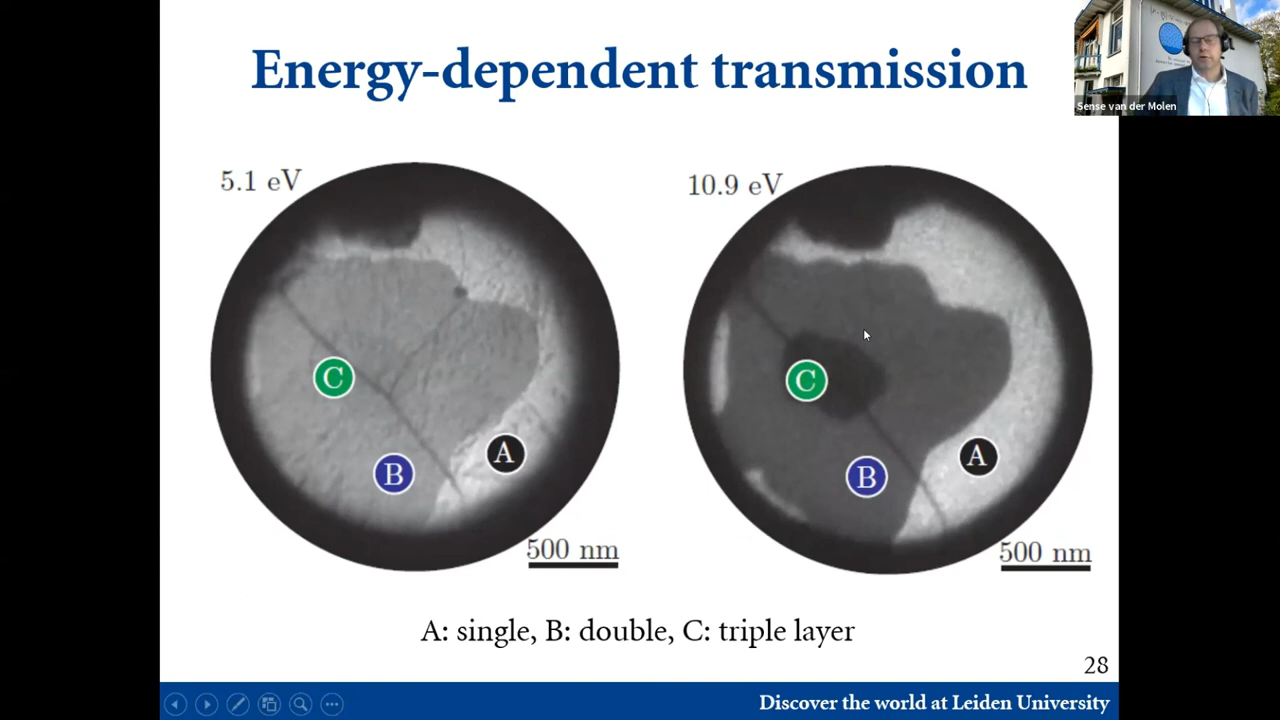 Energy-dependent transmission
Sense van der Molen
5.1 eV
10.9 eV
C
B
A
C
B
A
500 nm
500 nm
A: single, B: double, C: triple layer
28
Discover the world at Leiden University